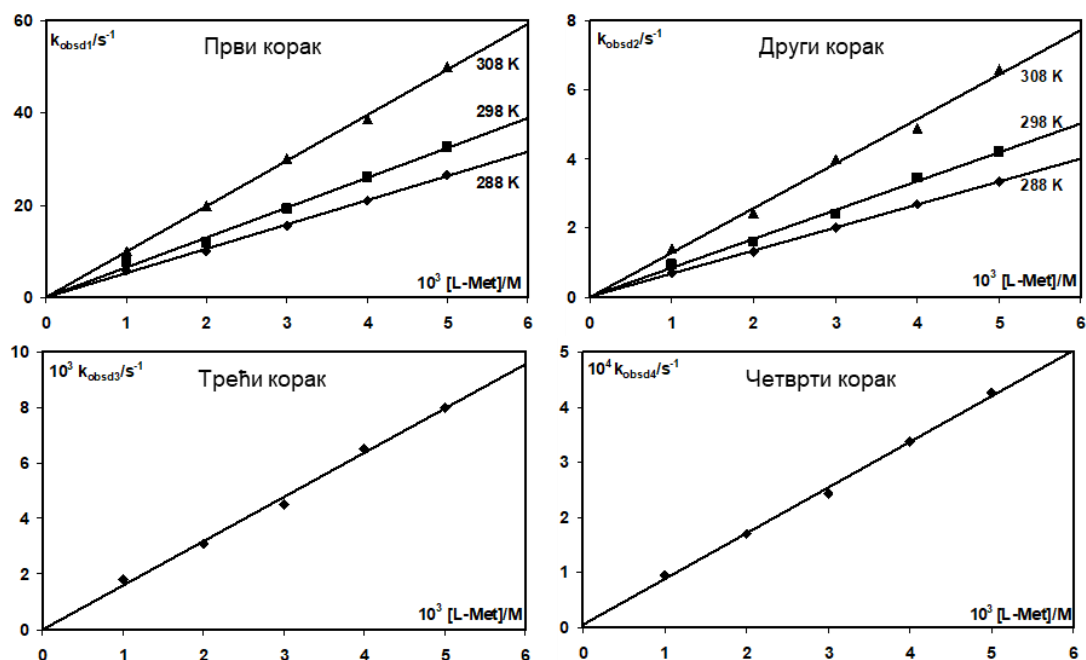 60
k_obsd1/s⁻¹
Први корак
308 K
40
298 K
288 K
20
10³ [L-Met]/M
0
0 1 2 3 4 5 6
8
k_obsd2/s⁻¹
Други корак
308 K
6
298 K
4
288 K
2
10³ [L-Met]/M
0
0 1 2 3 4 5 6
10
10³ k_obsd3/s⁻¹
Трећи корак
8
6
4
2
10³ [L-Met]/M
0
0 1 2 3 4 5 6
5
10⁴ k_obsd4/s⁻¹
Четврти корак
4
3
2
1
10³ [L-Met]/M
0
0 1 2 3 4 5 6